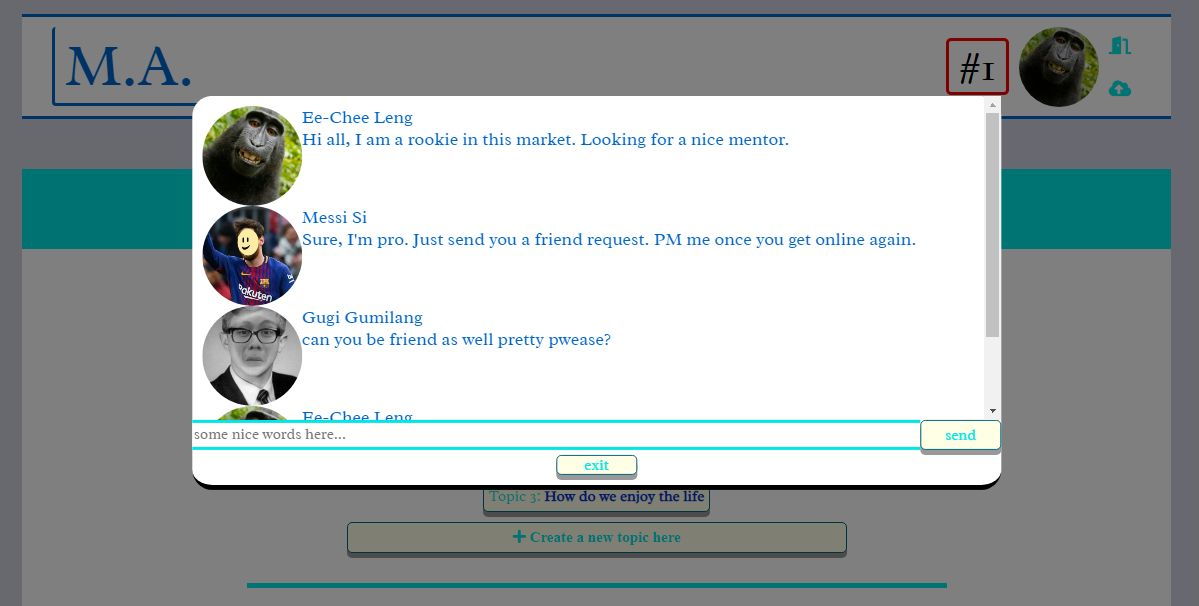 M.A.
#1
Ee-Chee Leng
Hi all, I am a rookie in this market. Looking for a nice mentor.
Messi Si
Sure, I'm pro. Just send you a friend request. PM me once you get online again.
Rakuten
Gugi Gumilang
can you be friend as well pretty pwease?
Ee-Chee Leng
some nice words here...
send
exit
Topic 3: How do we enjoy the life
Create a new topic here